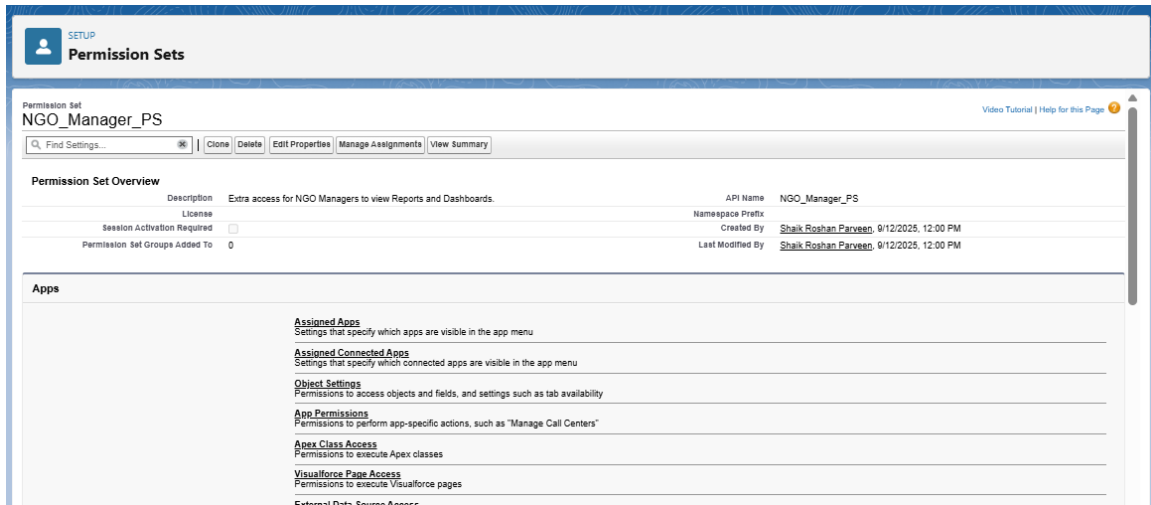 SETUP
Permission Sets
Permission Set
NGO_Manager_PS
Video Tutorial | Help for this Page
Find Settings... | Clone Delete Edit Properties Manage Assignments View Summary
Permission Set Overview
Description Extra access for NGO Managers to view Reports and Dashboards. API Name NGO_Manager_PS
License Namespace Prefix
Session Activation Required Created By Shaik Roshan Parveen, 9/12/2025, 12:00 PM
Permission Set Groups Added To 0 Last Modified By Shaik Roshan Parveen, 9/12/2025, 12:00 PM
Apps
Assigned Apps
Settings that specify which apps are visible in the app menu
Assigned Connected Apps
Settings that specify which connected apps are visible in the app menu
Object Settings
Permissions to access objects and fields, and settings such as tab availability
App Permissions
Permissions to perform app-specific actions, such as "Manage Call Centers"
Apex Class Access
Permissions to execute Apex classes
Visualforce Page Access
Permissions to execute Visualforce pages
External Data Source Access